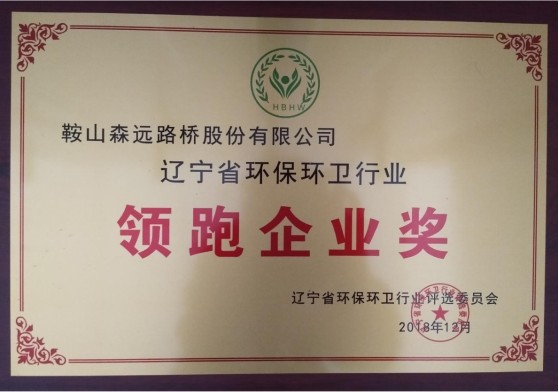 HBHW
鞍山森远路桥股份有限公司
辽宁省环保环卫行业
领跑企业奖
辽宁省环保环卫行业评选委员会
2018年12月